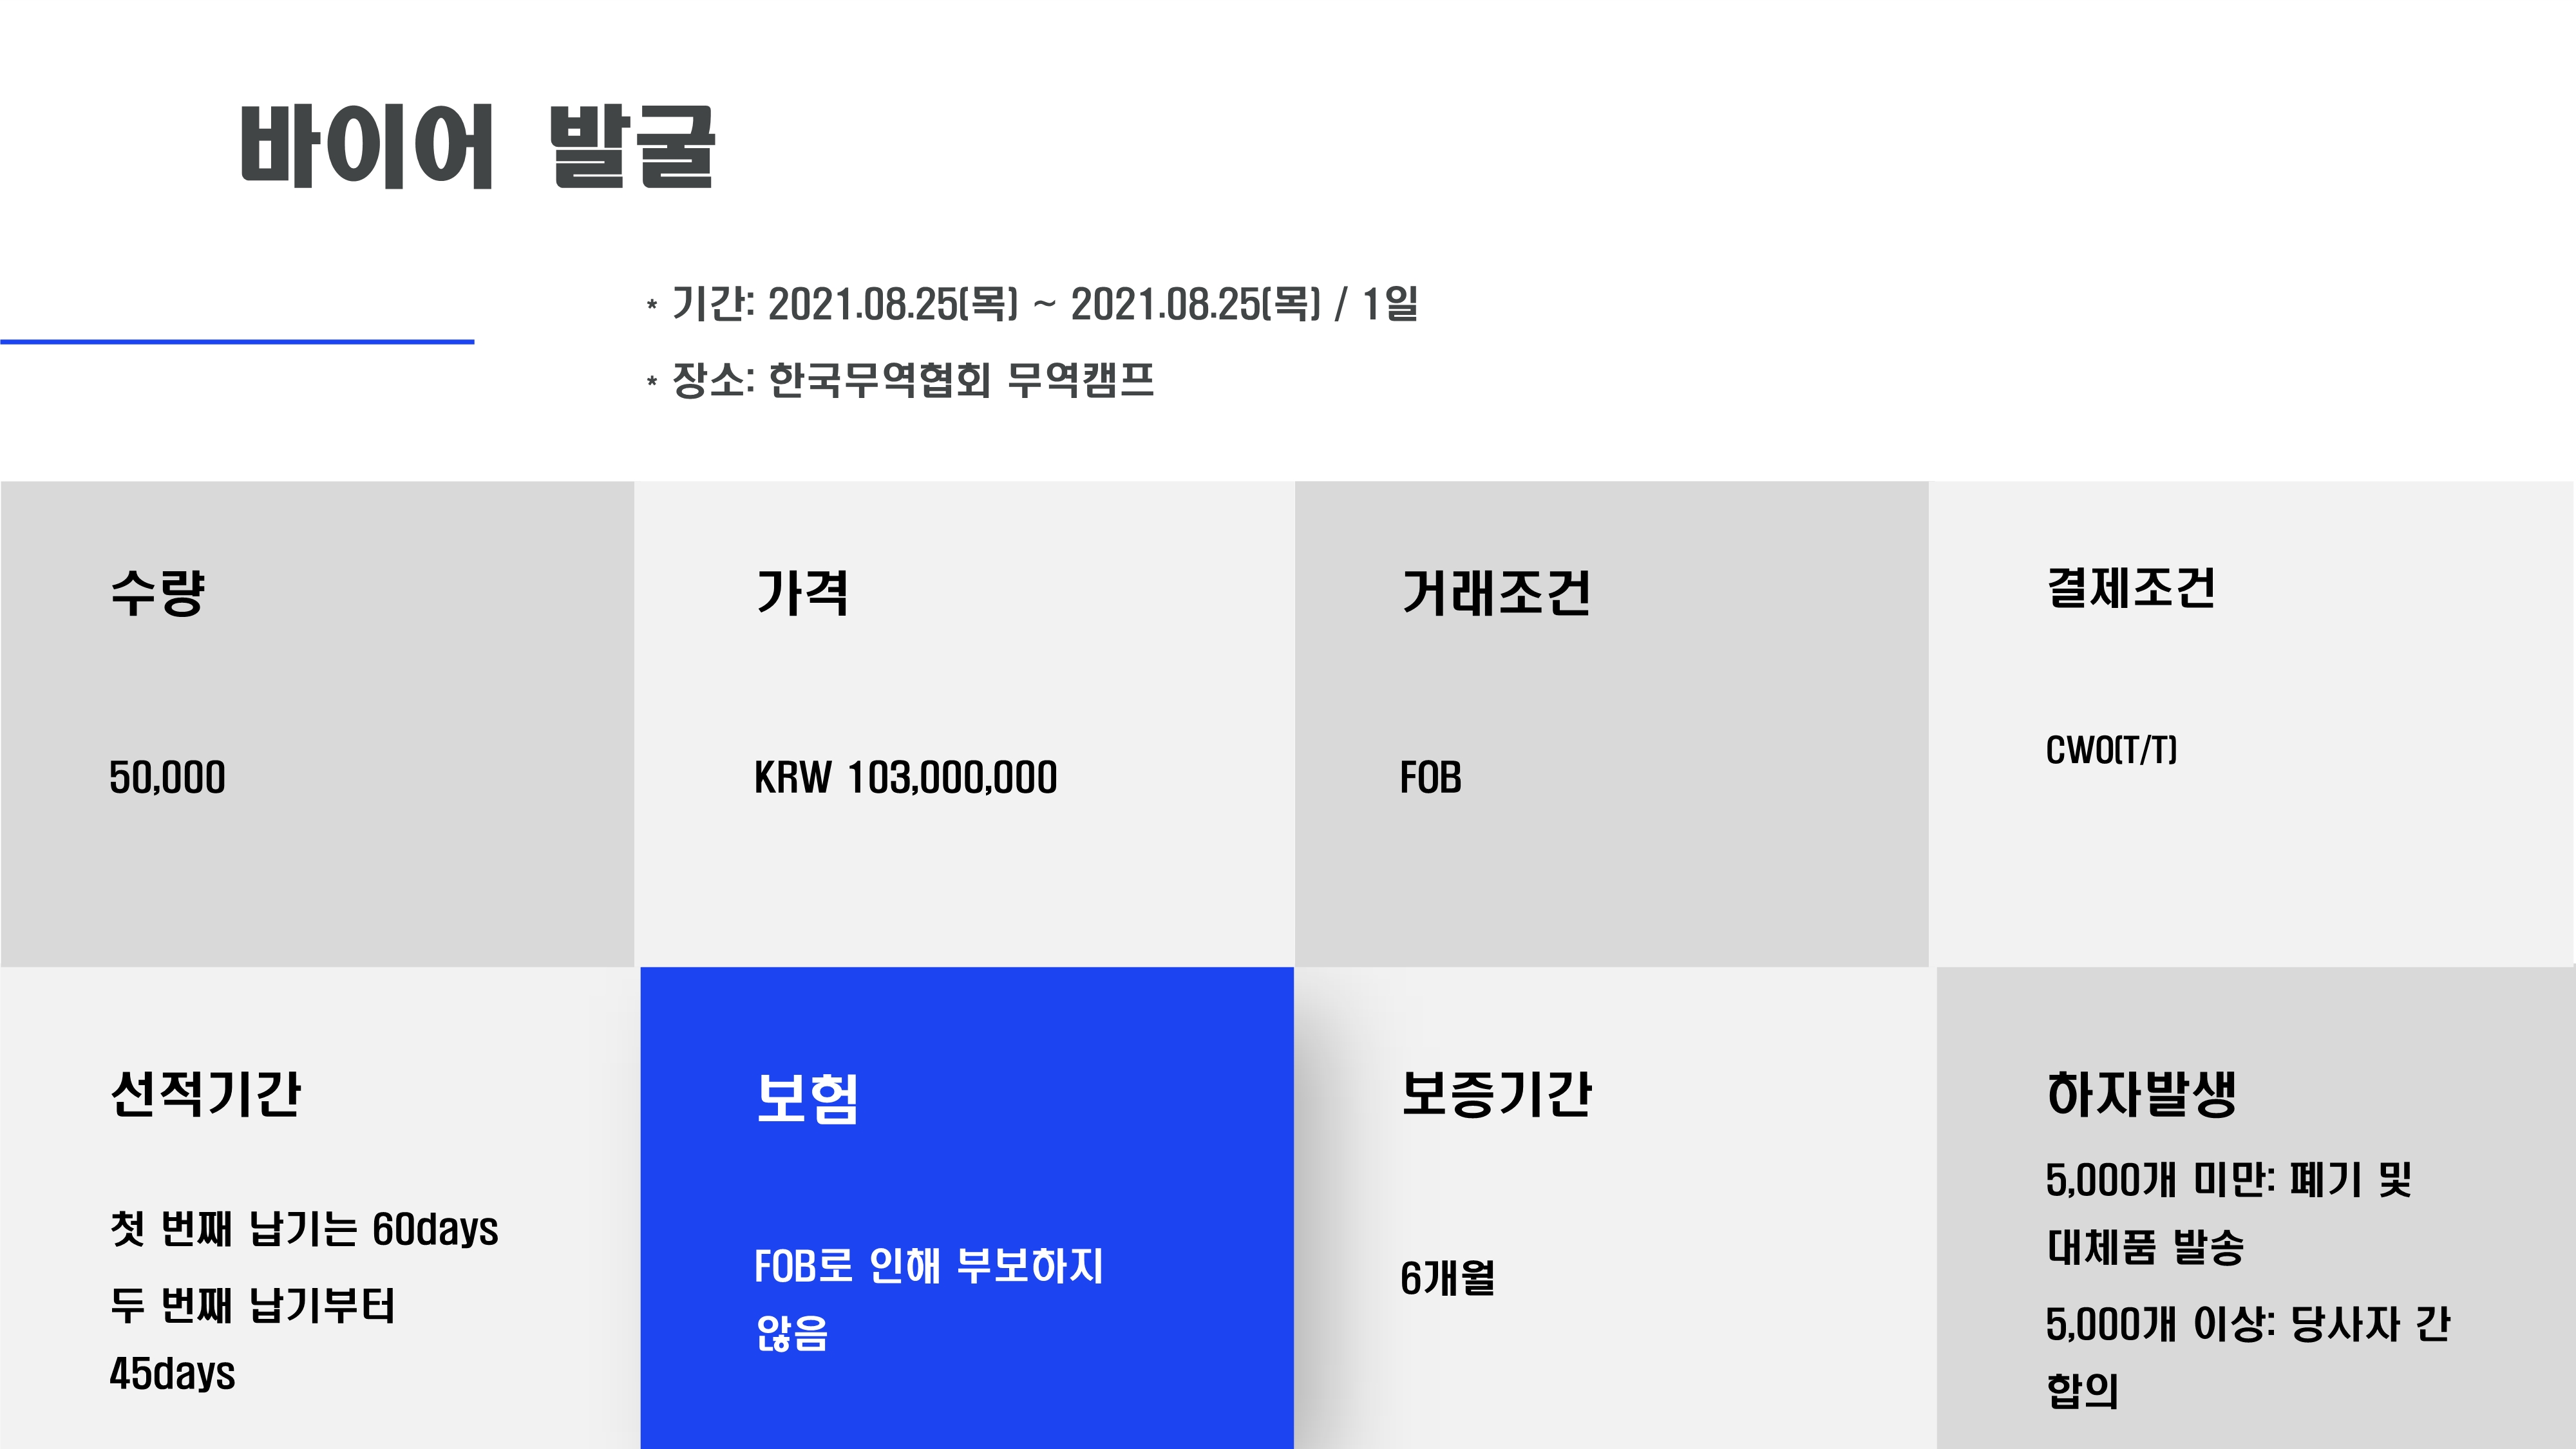 바이어 발굴
* 기간: 2021.08.25(목) ~ 2021.08.25(목) / 1일
* 장소: 한국무역협회 무역캠프
수량
50,000
가격
KRW 103,000,000
거래조건
FOB
결제조건
CWO(T/T)
선적기간
첫 번째 납기는 60days
두 번째 납기부터
45days
보험
FOB로 인해 부보하지
않음
보증기간
6개월
하자발생
5,000개 미만: 폐기 및
대체품 발송
5,000개 이상: 당사자 간
합의